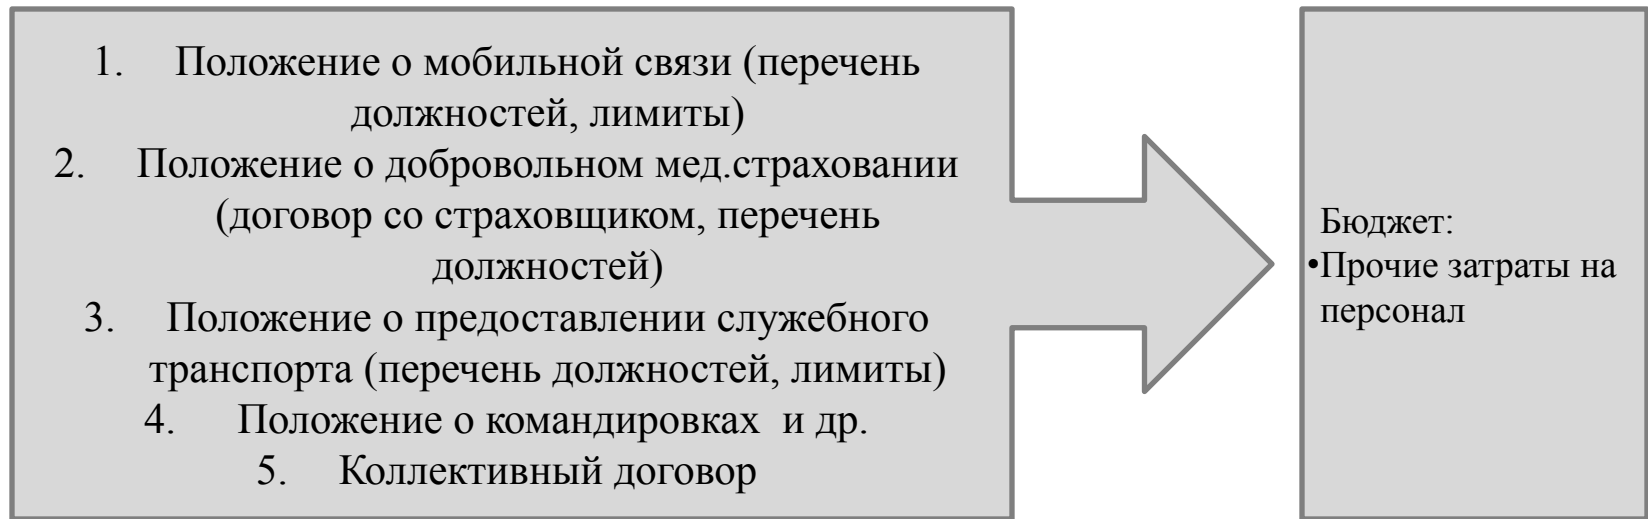 1. Положение о мобильной связи (перечень
должностей, лимиты)
2. Положение о добровольном мед.страховании
(договор со страховщиком, перечень
должностей)
3. Положение о предоставлении служебного
транспорта (перечень должностей, лимиты)
4. Положение о командировках и др.
5. Коллективный договор
Бюджет:
•Прочие затраты на
персонал